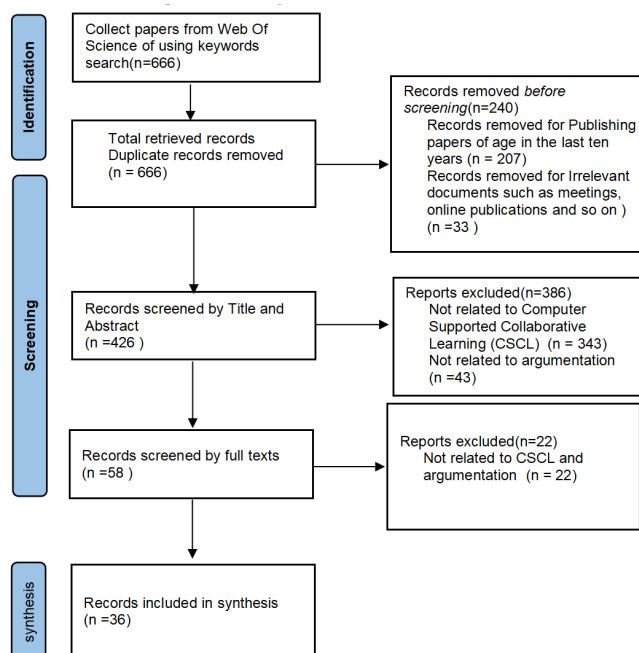 Identification
Collect papers from Web Of
Science of using keywords
search(n=666)
Records removed before
screening(n=240)
Records removed for Publishing
papers of age in the last ten
years (n = 207)
Records removed for Irrelevant
documents such as meetings,
online publications and so on )
(n =33 )
Total retrieved records
Duplicate records removed
(n = 666)
Screening
Records screened by Title and
Abstract
(n =426 )
Reports excluded(n=386)
Not related to Computer
Supported Collaborative
Learning (CSCL) (n = 343)
Not related to argumentation
(n =43)
Records screened by full texts
(n =58 )
Reports excluded(n=22)
Not related to CSCL and
argumentation (n = 22)
synthesis
Records included in synthesis
(n =36)